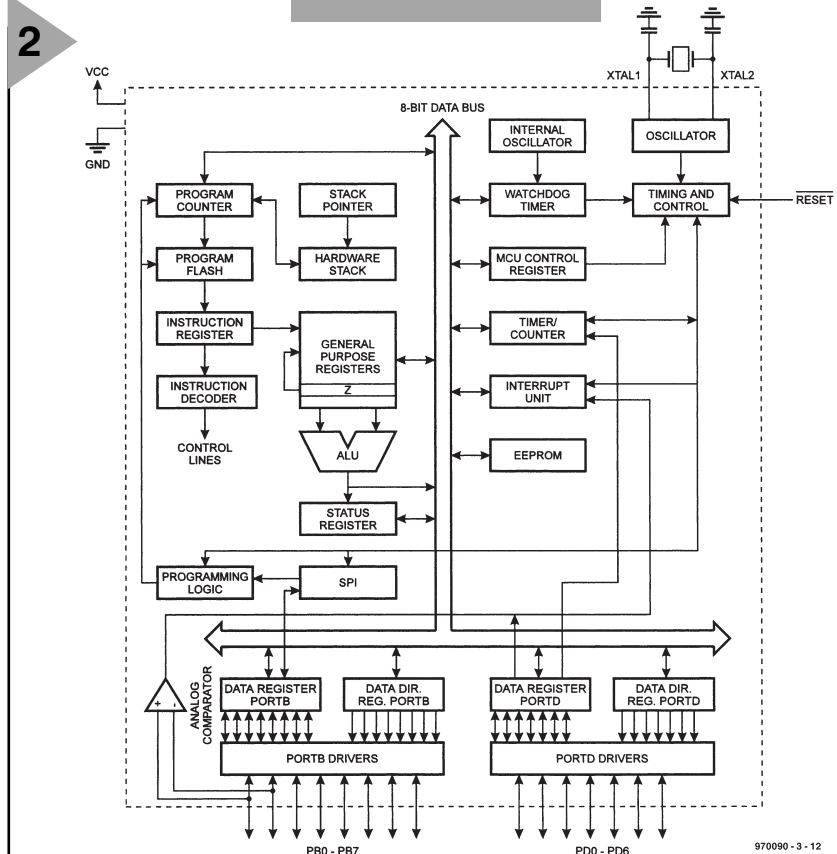 2
XTAL1
XTAL2
VCC
GND
8-BIT DATA BUS
INTERNAL
OSCILLATOR
OSCILLATOR
PROGRAM
COUNTER
STACK
POINTER
WATCHDOG
TIMER
TIMING AND
CONTROL
RESET
PROGRAM
FLASH
HARDWARE
STACK
MCU CONTROL
REGISTER
INSTRUCTION
REGISTER
GENERAL
PURPOSE
REGISTERS
Z
TIMER/
COUNTER
INSTRUCTION
DECODER
INTERRUPT
UNIT
CONTROL
LINES
ALU
EEPROM
STATUS
REGISTER
PROGRAMMING
LOGIC
SPI
ANALOG
COMPARATOR
+ -
DATA REGISTER
PORTB
DATA DIR.
REG. PORTB
DATA REGISTER
PORTD
DATA DIR.
REG. PORTD
PORTB DRIVERS
PORTD DRIVERS
PB0 - PB7
PD0 - PD6
970090 - 3 - 12